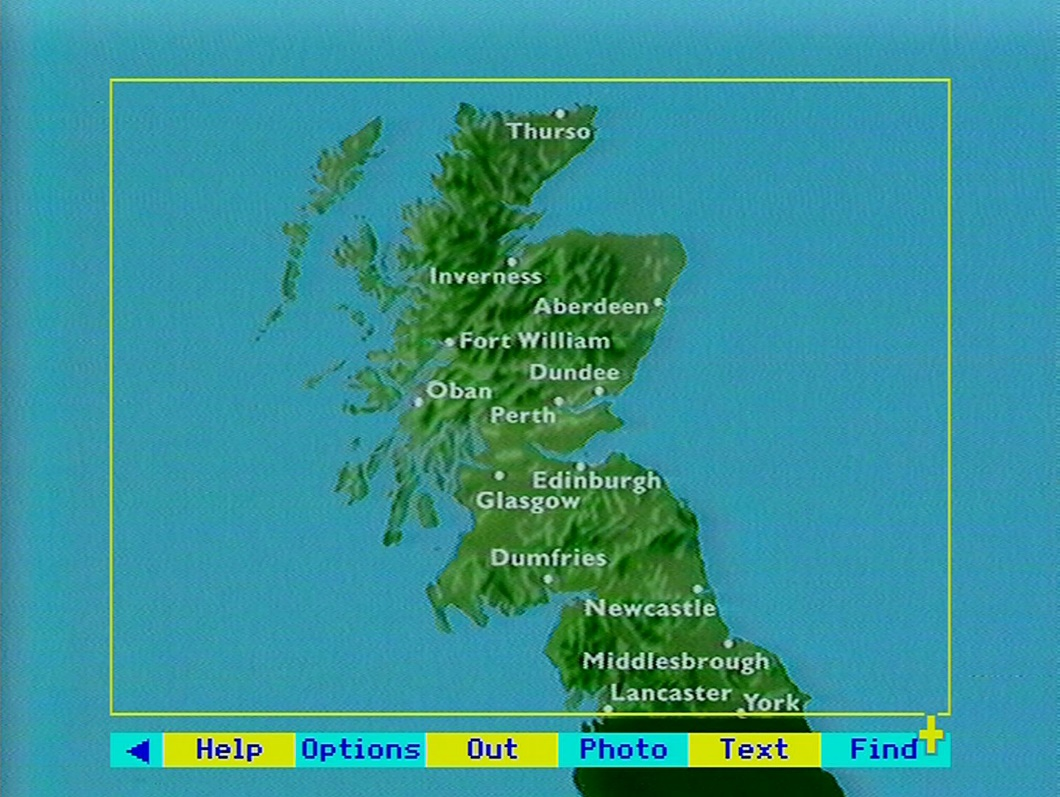 Thurso
Inverness
Aberdeen
Fort William
Dundee
Oban
Perth
Edinburgh
Glasgow
Dumfries
Newcastle
Middlesbrough
Lancaster
York
Help Options Out Photo Text Find